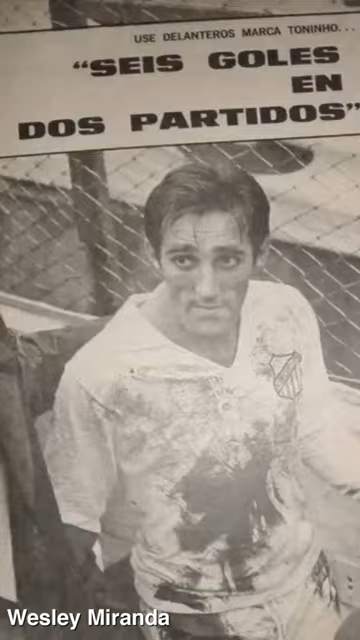 USE DELANTEROS MARCA TONINHO...
“SEIS GOLES
EN
DOS PARTIDOS”
Wesley Miranda